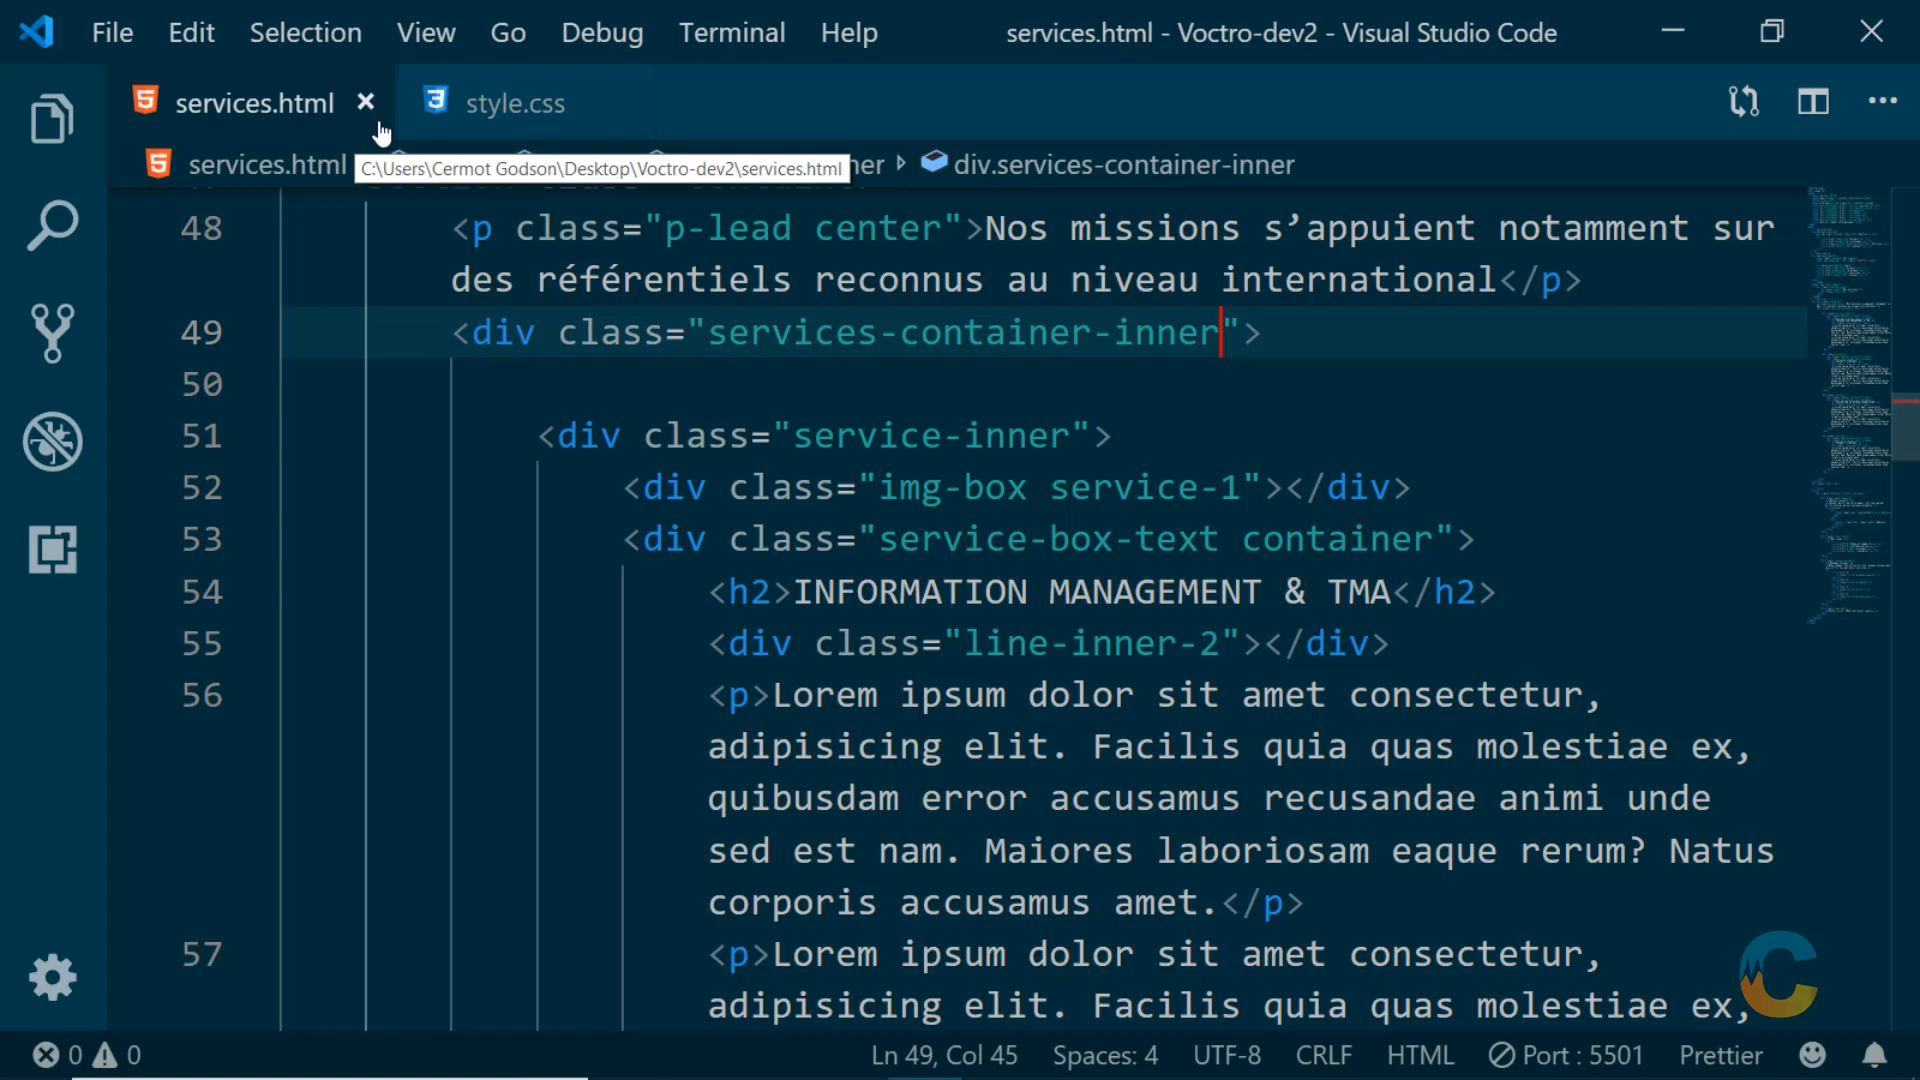 File Edit Selection View Go Debug Terminal Help services.html - Voctro-dev2 - Visual Studio Code
services.html style.css
services.html C:\Users\Cermot Godson\Desktop\Voctro-dev2\services.html ner div.services-container-inner
48 <p class="p-lead center">Nos missions s’appuient notamment sur
des référentiels reconnus au niveau international</p>
49 <div class="services-container-inner">
50
51 <div class="service-inner">
52 <div class="img-box service-1"></div>
53 <div class="service-box-text container">
54 <h2>INFORMATION MANAGEMENT & TMA</h2>
55 <div class="line-inner-2"></div>
56 <p>Lorem ipsum dolor sit amet consectetur,
adipisicing elit. Facilis quia quas molestiae ex,
quibusdam error accusamus recusandae animi unde
sed est nam. Maiores laboriosam eaque rerum? Natus
corporis accusamus amet.</p>
57 <p>Lorem ipsum dolor sit amet consectetur,
adipisicing elit. Facilis quia quas molestiae ex,
0 0 Ln 49, Col 45 Spaces: 4 UTF-8 CRLF HTML Port : 5501 Prettier